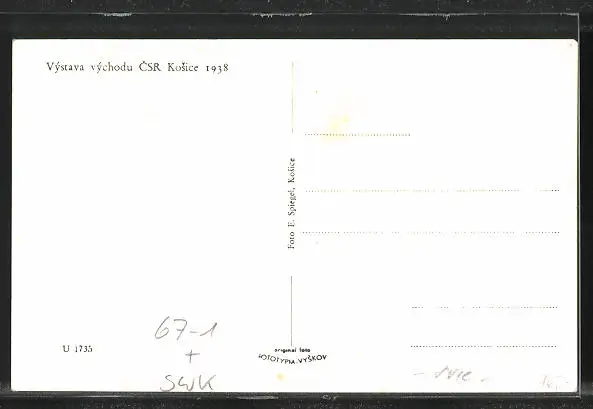 Výstava východu ČSR Košice 1938
Foto E. Spiegel, Košice
U 1735
67-1
+
SWK
original foto
FOTOTYPIA-VYŠKOV